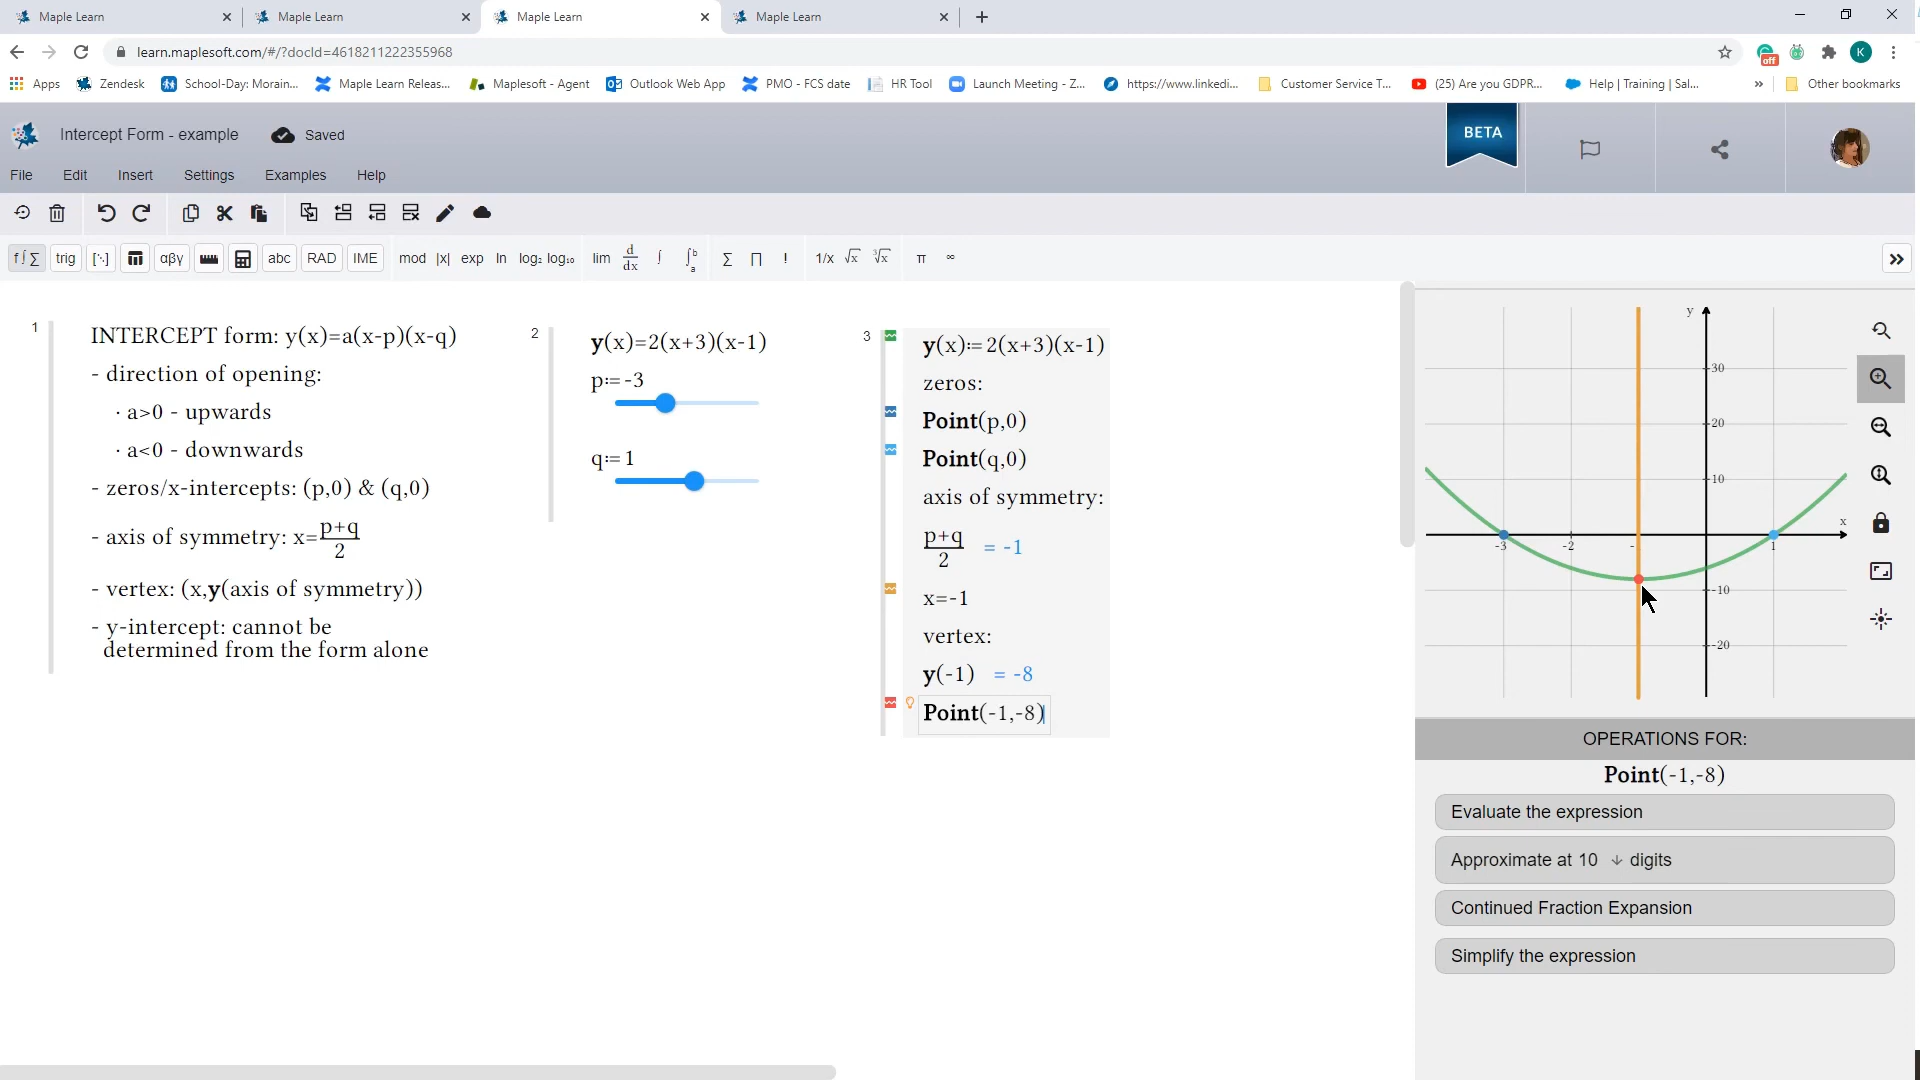 Maple Learn
Maple Learn
Maple Learn
Maple Learn
learn.maplesoft.com/#/?docId=4618211222355968
off
K
Apps
Zendesk
School-Day: Morain...
Maple Learn Releas...
Maplesoft - Agent
Outlook Web App
PMO - FCS date
HR Tool
Launch Meeting - Z...
https://www.linkedi...
Customer Service T...
(25) Are you GDPR...
Help | Training | Sal...
»
Other bookmarks
Intercept Form - example
Saved
BETA
File
Edit
Insert
Settings
Examples
Help
f∫∑
trig
[⋱]
αβγ
abc
RAD
IME
mod
|x|
exp
ln
log₂
log₁₀
lim
d/dx
∫
∫ₐᵇ
∑
∏
!
1/x
√x
∛x
π
∞
1
INTERCEPT form: y(x)=a(x-p)(x-q)
- direction of opening:
· a>0 - upwards
· a<0 - downwards
- zeros/x-intercepts: (p,0) & (q,0)
- axis of symmetry: x=p+q/2
- vertex: (x,y(axis of symmetry))
- y-intercept: cannot be
determined from the form alone
2
y(x)=2(x+3)(x-1)
p:=-3
q:=1
3
y(x):=2(x+3)(x-1)
zeros:
Point(p,0)
Point(q,0)
axis of symmetry:
p+q/2 = -1
x=-1
vertex:
y(-1) = -8
Point(-1,-8)
y
30
20
10
x
-3
-2
-
1
-10
-20
OPERATIONS FOR:
Point(-1,-8)
Evaluate the expression
Approximate at 10 ↓ digits
Continued Fraction Expansion
Simplify the expression